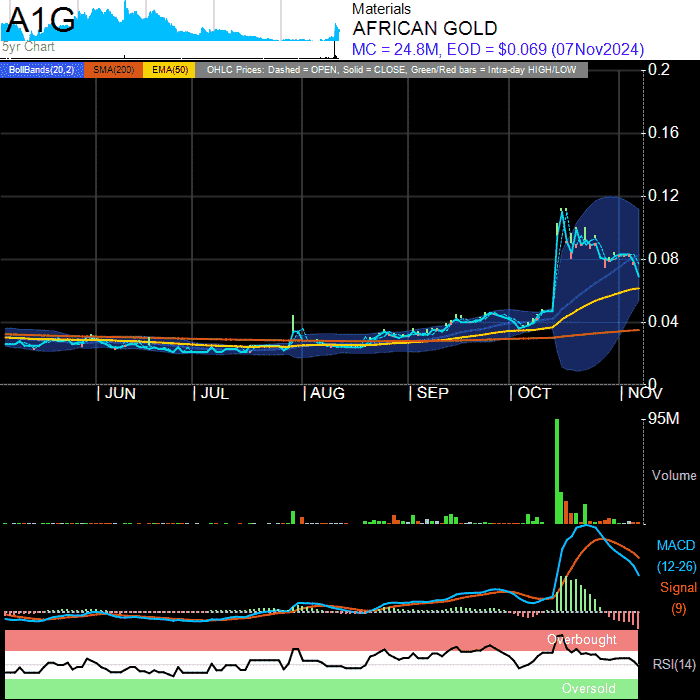 A1G
5yr Chart
Materials
AFRICAN GOLD
MC = 24.8M, EOD = $0.069 (07Nov2024)
BollBands(20,2) SMA(200) EMA(50) OHLC Prices: Dashed = OPEN, Solid = CLOSE, Green/Red bars = Intra-day HIGH/LOW
0.2
0.16
0.12
0.08
0.04
0
JUN JUL AUG SEP OCT NOV
95M
Volume
MACD
(12-26)
Signal
(9)
Overbought
RSI(14)
Oversold